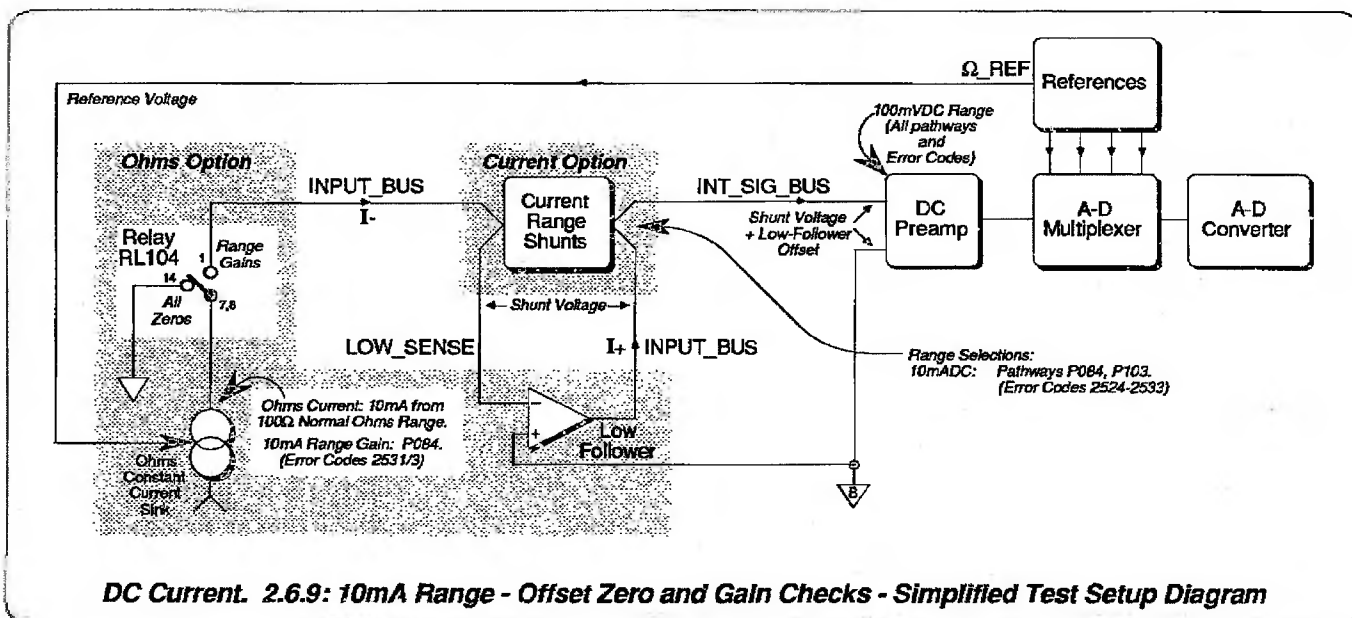 Ω_REF
References
Reference Voltage
100mVDC Range
(All pathways
and
Error Codes)
Ohms Option
Current Option
INPUT_BUS
I-
Current
Range
Shunts
INT_SIG_BUS
Shunt Voltage
+ Low-Follower
Offset
DC
Preamp
A-D
Multiplexer
A-D
Converter
Relay
RL104
1
Range
Gains
14
All
Zeros
7,8
Shunt Voltage
LOW_SENSE
I+ INPUT_BUS
Range Selections:
10mADC: Pathways P084, P103.
(Error Codes 2524-2533)
Ohms Current: 10mA from
100Ω Normal Ohms Range.
10mA Range Gain: P084.
(Error Codes 2531/3)
-
+
Low
Follower
Ohms
Constant
Current
Sink
8
DC Current. 2.6.9: 10mA Range - Offset Zero and Gain Checks - Simplified Test Setup Diagram